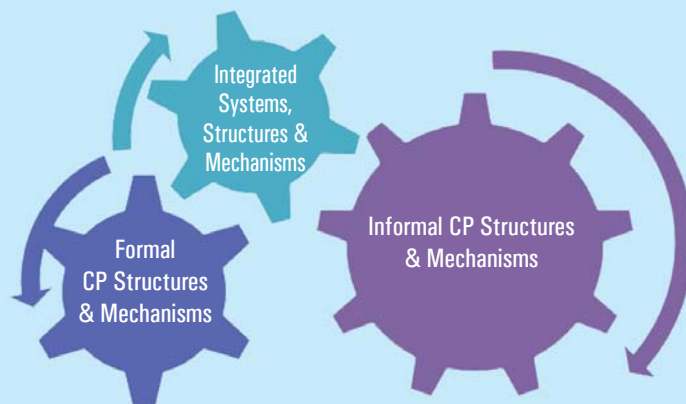 Integrated
Systems,
Structures &
Mechanisms
Formal
CP Structures
& Mechanisms
Informal CP Structures
& Mechanisms